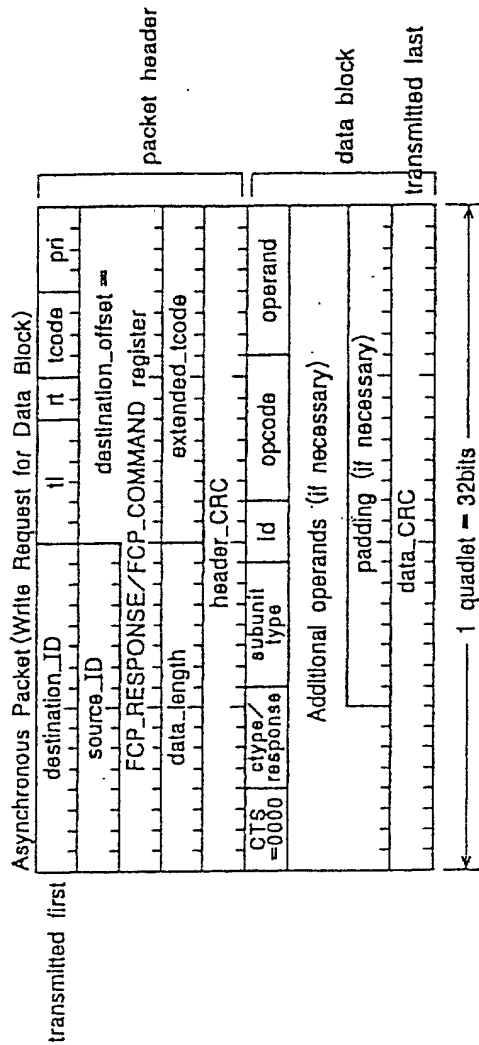 Asynchronous Packet(Write Request for Data Block)
transmitted first
destination_ID tl rt tcode pri
source_ID destination_offset =
FCP_RESPONSE/FCP_COMMAND register
data_length extended_tcode
header_CRC
packet header
CTS =0000 ctype/ response subunit type id opcode operand
Additional operands (if necessary)
padding (if necessary)
data_CRC
data block
transmitted last
1 quadlet = 32bits